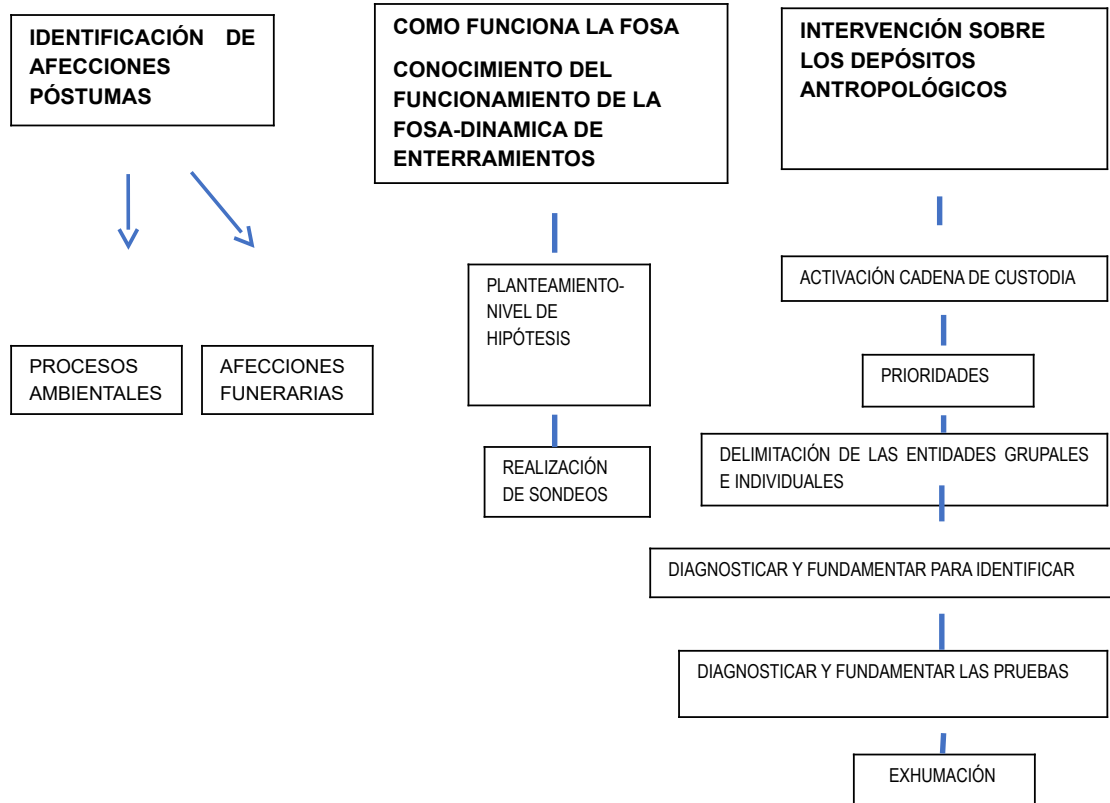 IDENTIFICACIÓN DE
AFECCIONES
PÓSTUMAS
COMO FUNCIONA LA FOSA
CONOCIMIENTO DEL
FUNCIONAMIENTO DE LA
FOSA-DINAMICA DE
ENTERRAMIENTOS
INTERVENCIÓN SOBRE
LOS DEPÓSITOS
ANTROPOLÓGICOS
PROCESOS
AMBIENTALES
AFECCIONES
FUNERARIAS
PLANTEAMIENTO-
NIVEL DE
HIPÓTESIS
REALIZACIÓN
DE SONDEOS
ACTIVACIÓN CADENA DE CUSTODIA
PRIORIDADES
DELIMITACIÓN DE LAS ENTIDADES GRUPALES
E INDIVIDUALES
DIAGNOSTICAR Y FUNDAMENTAR PARA IDENTIFICAR
DIAGNOSTICAR Y FUNDAMENTAR LAS PRUEBAS
EXHUMACIÓN